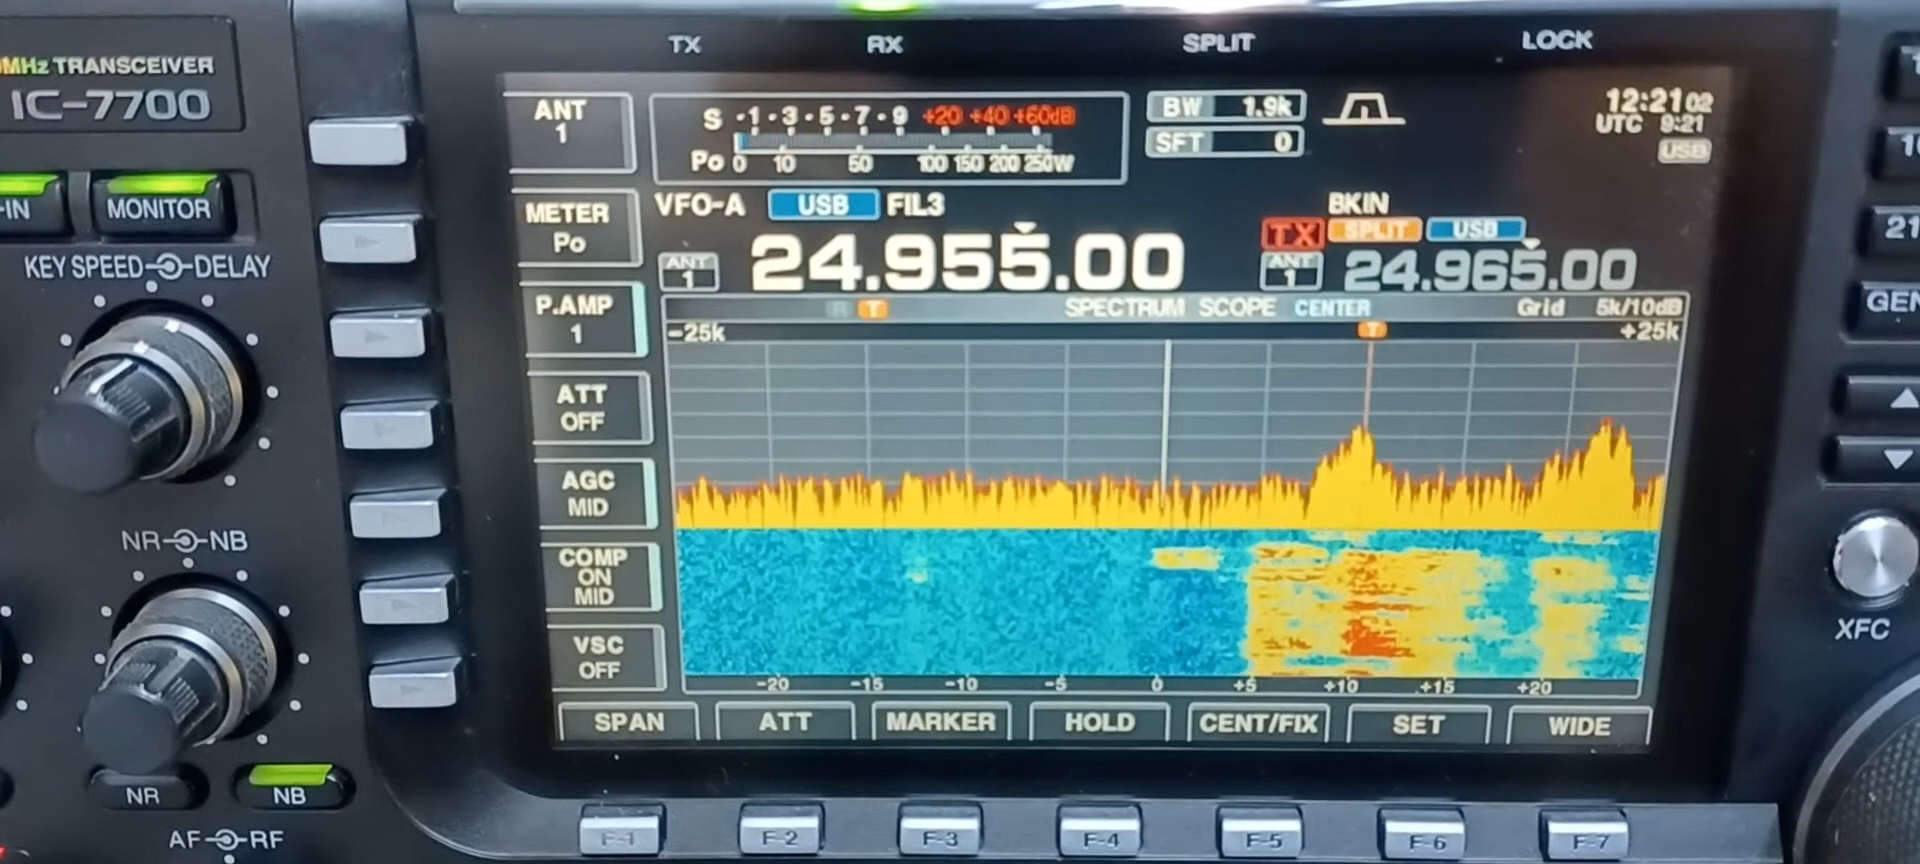 TX RX SPLIT LOCK
MHz TRANSCEIVER
IC-7700
-IN
MONITOR
KEY SPEED DELAY
NR NB
NR
NB
AF RF
ANT
1
METER
Po
P.AMP
1
ATT
OFF
AGC
MID
COMP
ON
MID
VSC
OFF
S 1 3 5 7 9 +20 +40 +60dB
Po 0 10 50 100 150 200 250W
BW 1.9k
SFT 0
12:21 02
UTC 9:21
USB
VFO-A USB FIL3
ANT
1
24.955.00
BKIN
TX SPLIT USB
ANT
1
24.965.00
R T SPECTRUM SCOPE CENTER Grid 5k/10dB
-25k T +25k
-20 -15 -10 -5 0 +5 +10 +15 +20
SPAN ATT MARKER HOLD CENT/FIX SET WIDE
F-1 F-2 F-3 F-4 F-5 F-6 F-7
21
GEN
XFC